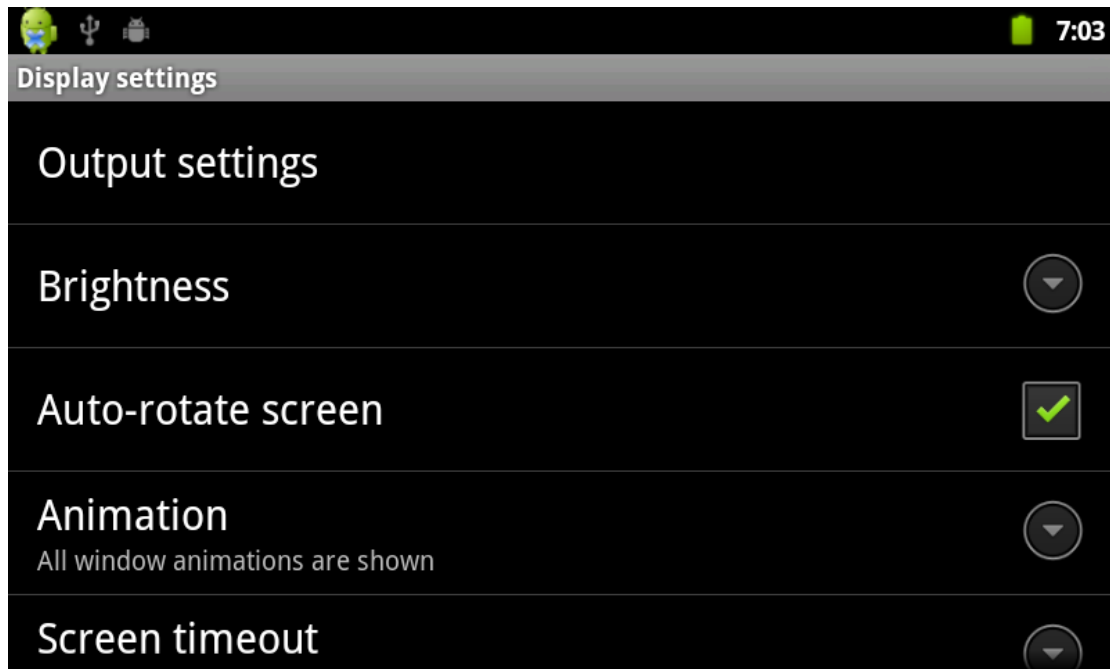 7:03
Display settings
Output settings
Brightness
Auto-rotate screen
Animation
All window animations are shown
Screen timeout